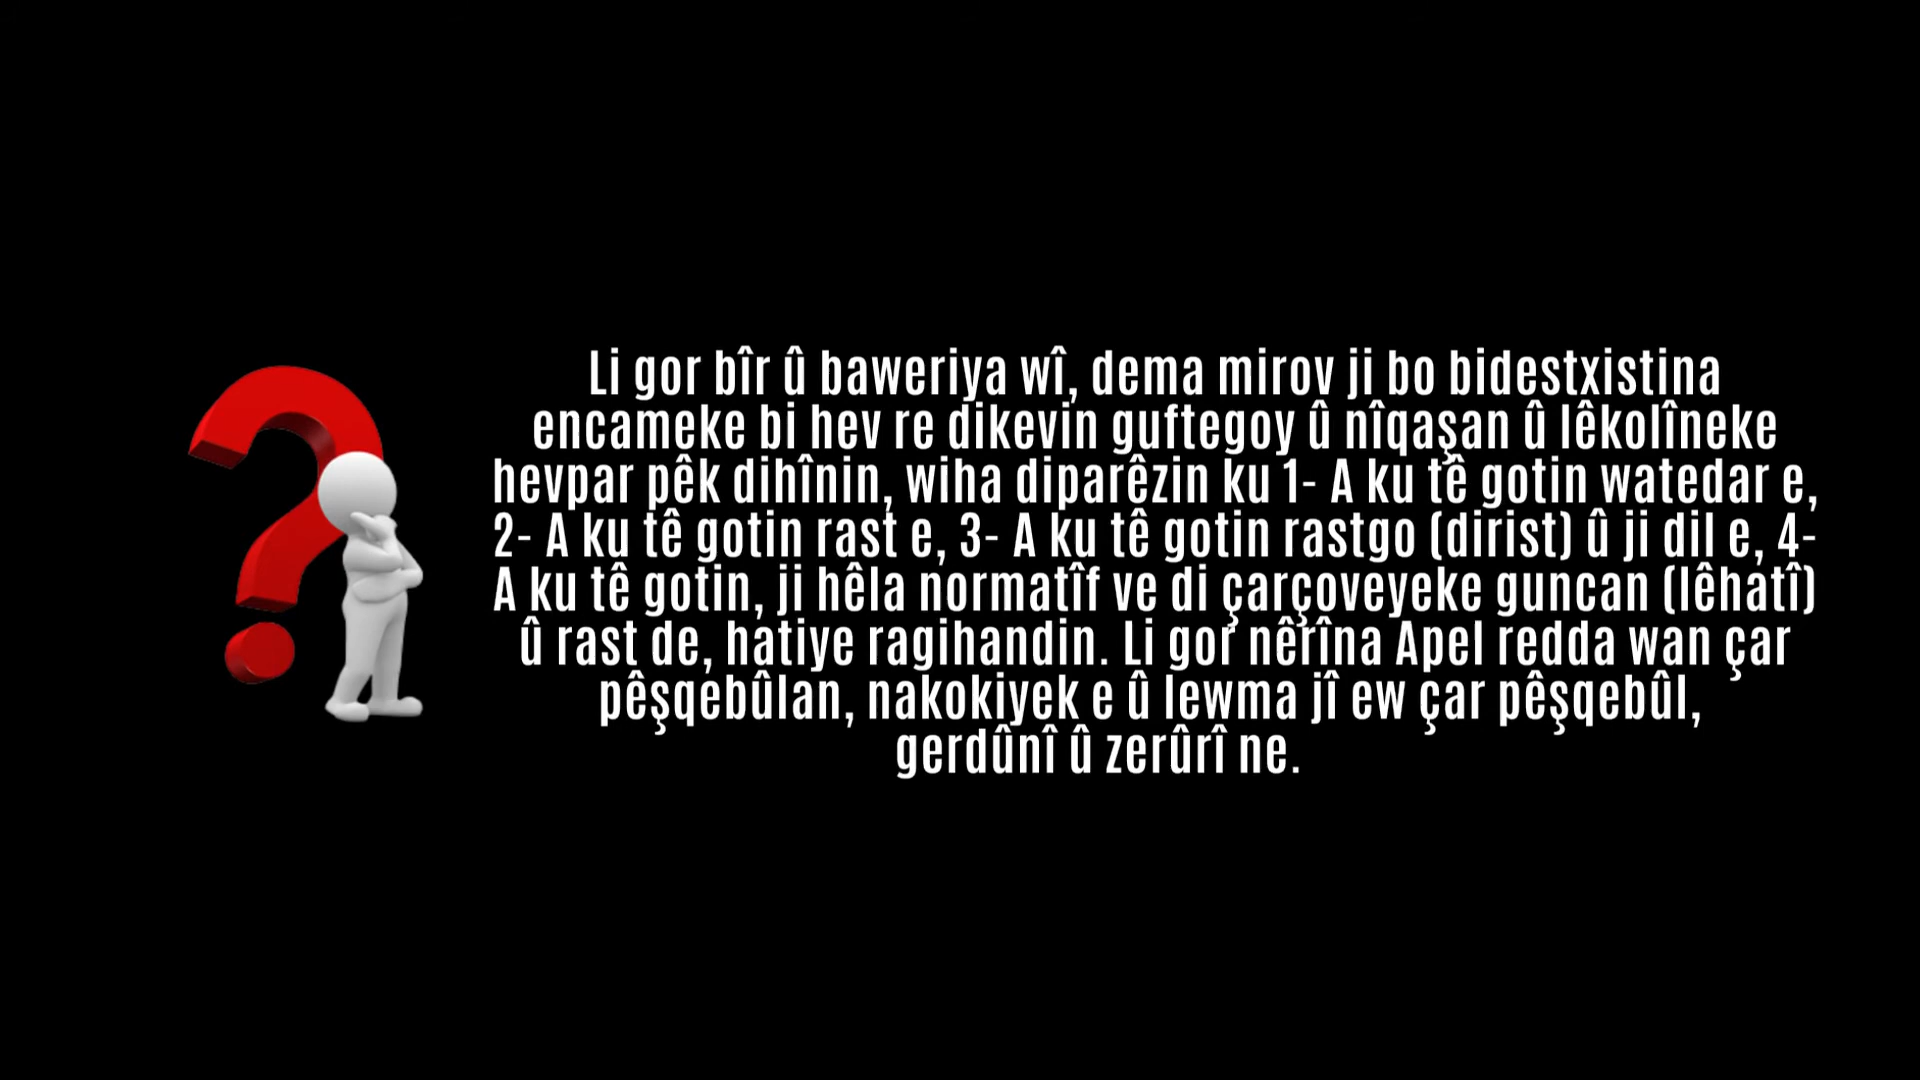 Li gor bîr û baweriya wî, dema mirov ji bo bidestxistina
encameke bi hev re dikevin guftegoy û nîqaşan û lêkolîneke
hevpar pêk dihînin, wiha diparêzin ku 1- A ku tê gotin watedar e,
2- A ku tê gotin rast e, 3- A ku tê gotin rastgo (dirist) û ji dil e, 4-
A ku tê gotin, ji hêla normatîf ve di çarçoveyeke guncan (lêhatî)
û rast de, hatiye ragihandin. Li gor nêrîna Apel redda wan çar
pêşqebûlan, nakokiyek e û lewma jî ew çar pêşqebûl,
gerdûnî û zerûrî ne.